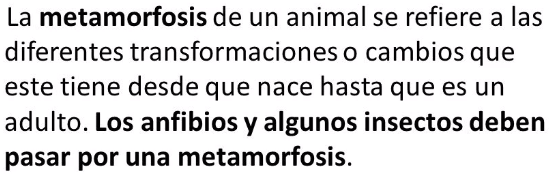 La metamorfosis de un animal se refiere a las
diferentes transformaciones o cambios que
este tiene desde que nace hasta que es un
adulto. Los anfibios y algunos insectos deben
pasar por una metamorfosis.